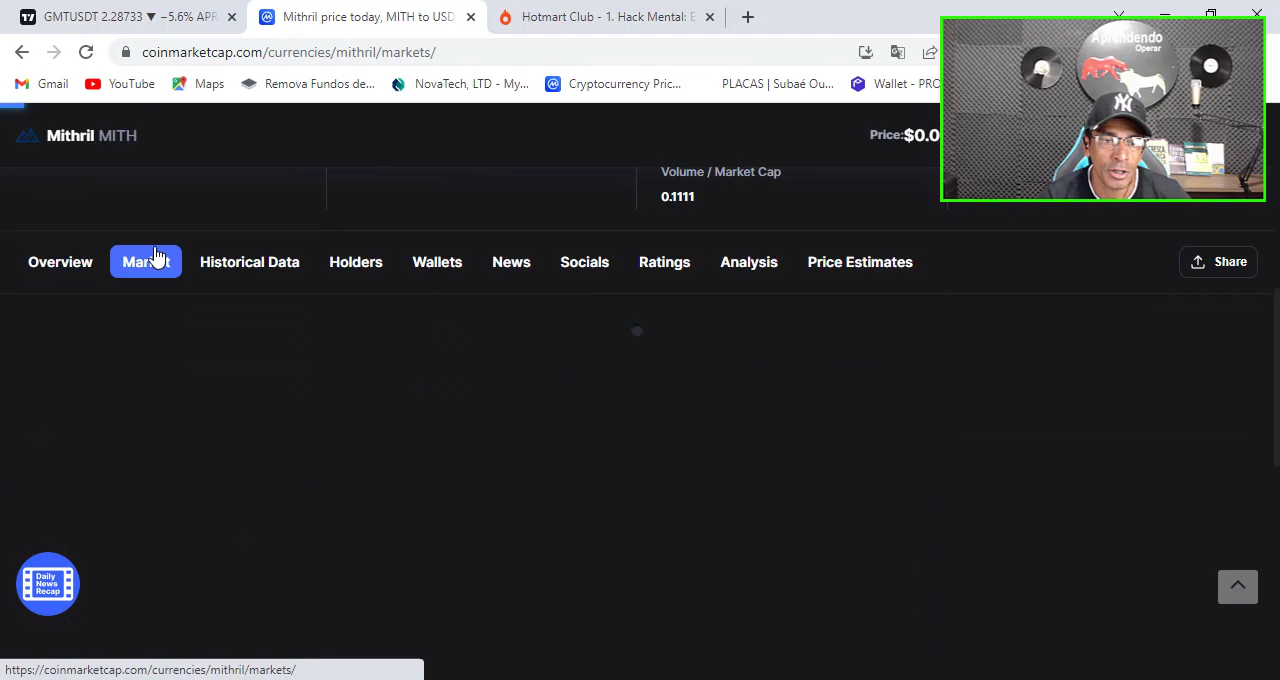 GMTUSDT 2.28733 ▼ −5.6% APR
Mithril price today, MITH to USD
Hotmart Club - 1. Hack Mental: E
coinmarketcap.com/currencies/mithril/markets/
Gmail
YouTube
Maps
Remova Fundos de...
NovaTech, LTD - My...
Cryptocurrency Pric...
PLACAS | Subaé Ou...
Wallet - PRO
Aprendendo
Operar
NY
Mithril MITH
Price:$0.0
Volume / Market Cap
0.1111
Overview
Market
Historical Data
Holders
Wallets
News
Socials
Ratings
Analysis
Price Estimates
Share
Daily
News
Recap
https://coinmarketcap.com/currencies/mithril/markets/